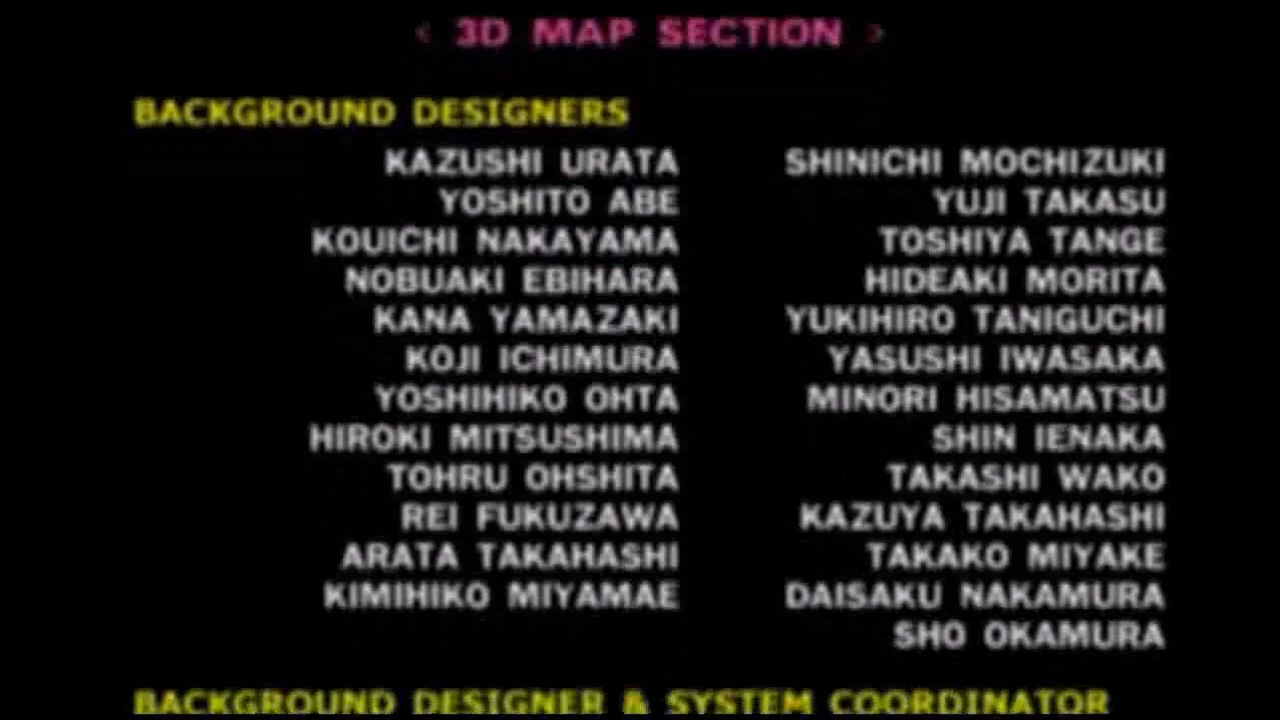 < 3D MAP SECTION >
BACKGROUND DESIGNERS
KAZUSHI URATA SHINICHI MOCHIZUKI
YOSHITO ABE YUJI TAKASU
KOUICHI NAKAYAMA TOSHIYA TANGE
NOBUAKI EBIHARA HIDEAKI MORITA
KANA YAMAZAKI YUKIHIRO TANIGUCHI
KOJI ICHIMURA YASUSHI IWASAKA
YOSHIHIKO OHTA MINORI HISAMATSU
HIROKI MITSUSHIMA SHIN IENAKA
TOHRU OHSHITA TAKASHI WAKO
REI FUKUZAWA KAZUYA TAKAHASHI
ARATA TAKAHASHI TAKAKO MIYAKE
KIMIHIKO MIYAMAE DAISAKU NAKAMURA
SHO OKAMURA
BACKGROUND DESIGNER & SYSTEM COORDINATOR